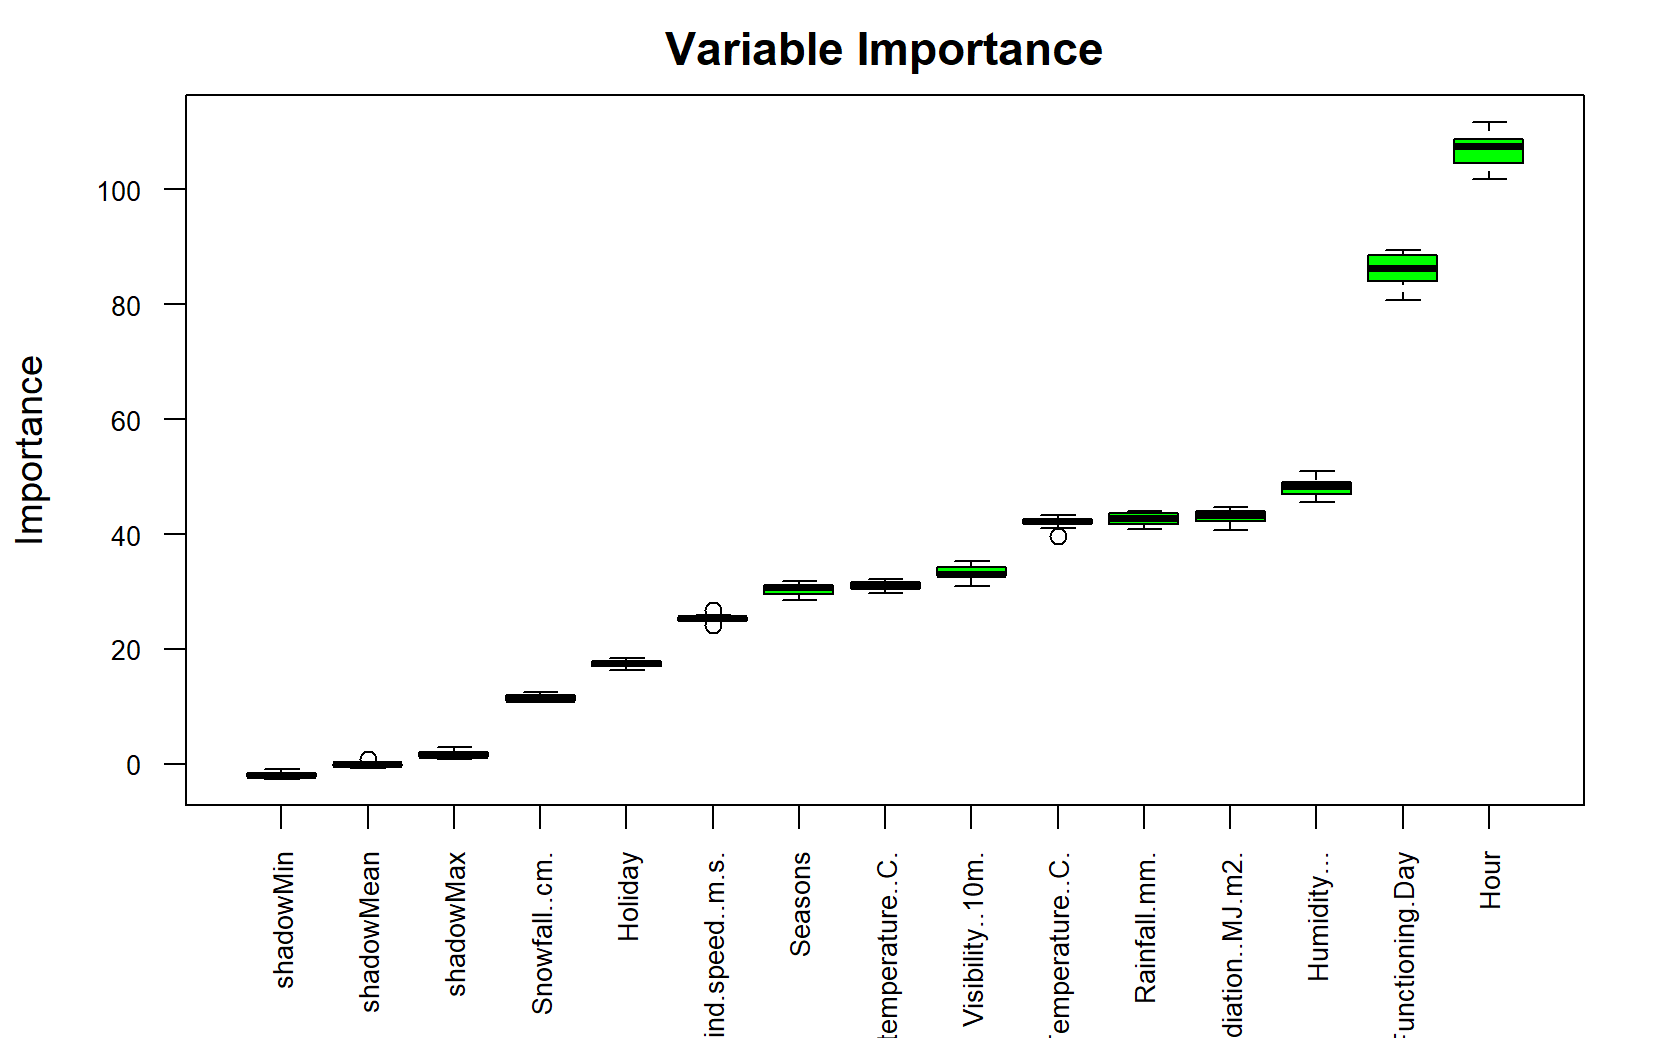 Variable Importance
Importance
100
80
60
40
20
0
shadowMin
shadowMean
shadowMax
Snowfall..cm.
Holiday
ind.speed..m.s.
Seasons
temperature..C.
Visibility..10m.
Temperature..C.
Rainfall.mm.
diation..MJ.m2.
Humidity...
Functioning.Day
Hour